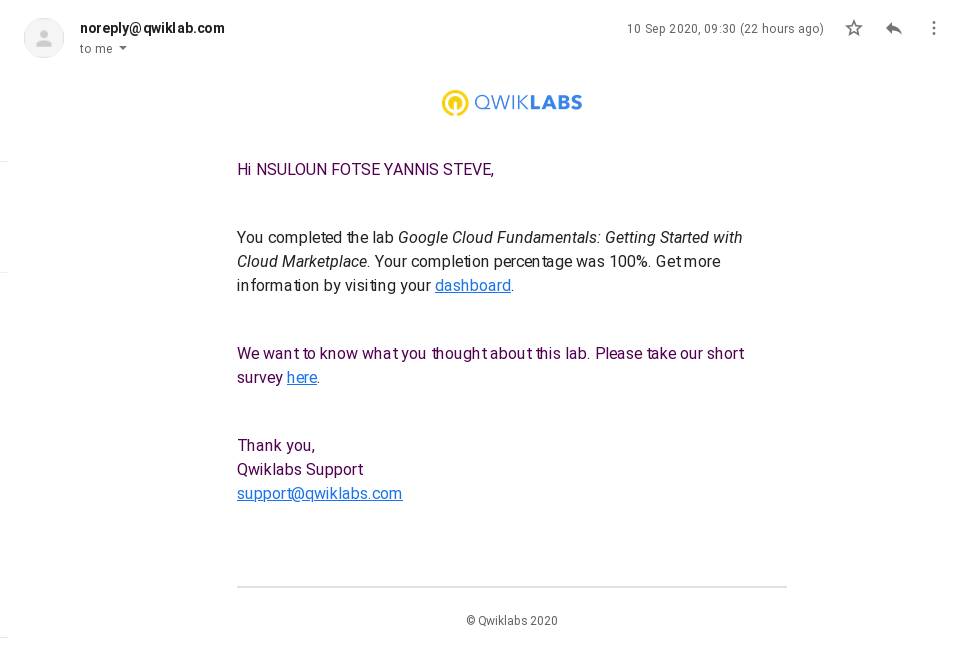 noreply@qwiklab.com
10 Sep 2020, 09:30 (22 hours ago)
to me
QWIKLABS
Hi NSULOUN FOTSE YANNIS STEVE,
You completed the lab Google Cloud Fundamentals: Getting Started with
Cloud Marketplace. Your completion percentage was 100%. Get more
information by visiting your dashboard.
We want to know what you thought about this lab. Please take our short
survey here.
Thank you,
Qwiklabs Support
support@qwiklabs.com
© Qwiklabs 2020